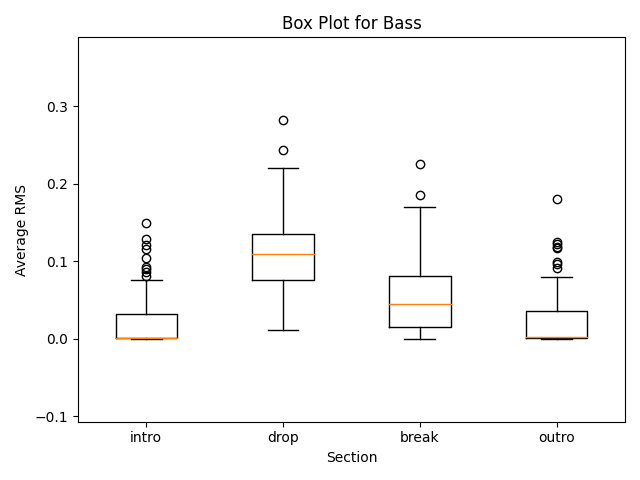 Box Plot for Bass
Average RMS
0.3
0.2
0.1
0.0
−0.1
intro drop break outro
Section